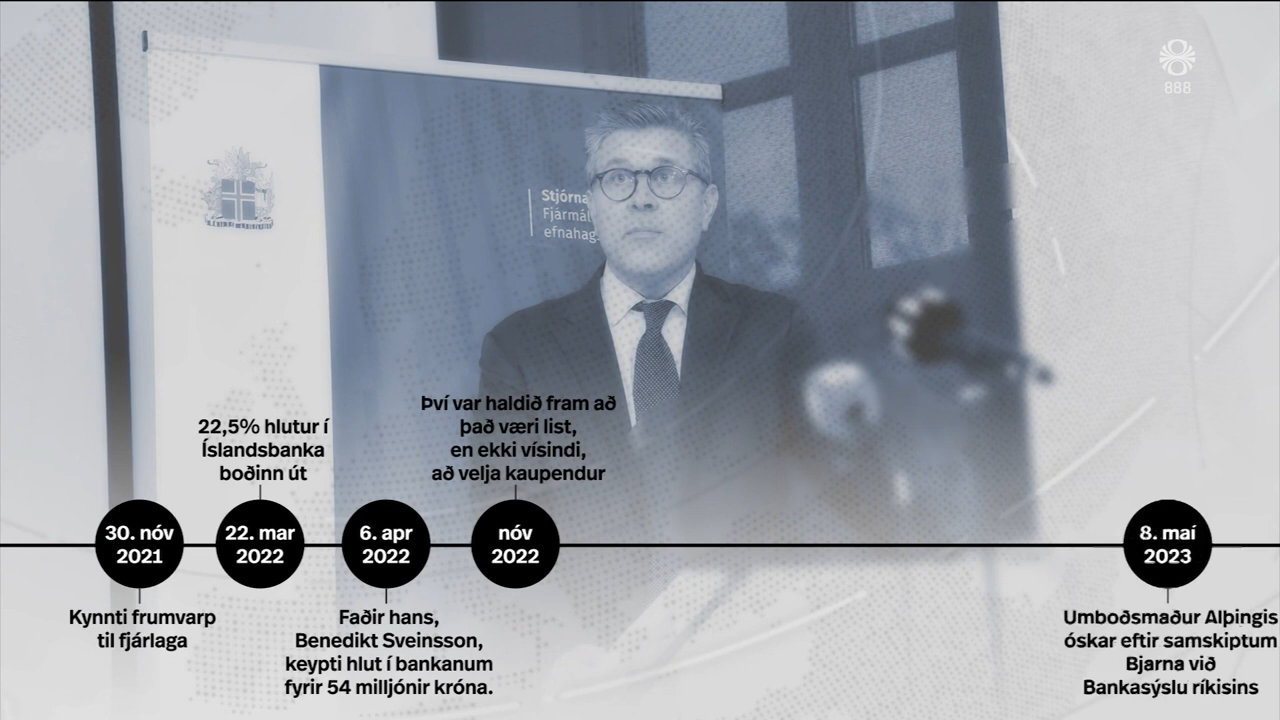 888
Stjórna
Fjármál
efnahag
Því var haldið fram að
það væri list,
en ekki vísindi,
að velja kaupendur
22,5% hlutur í
Íslandsbanka
boðinn út
30. nóv
2021
22. mar
2022
6. apr
2022
nóv
2022
8. maí
2023
Kynnti frumvarp
til fjárlaga
Faðir hans,
Benedikt Sveinsson,
keypti hlut í bankanum
fyrir 54 milljónir króna.
Umboðsmaður Alþingis
óskar eftir samskiptum
Bjarna við
Bankasýslu ríkisins